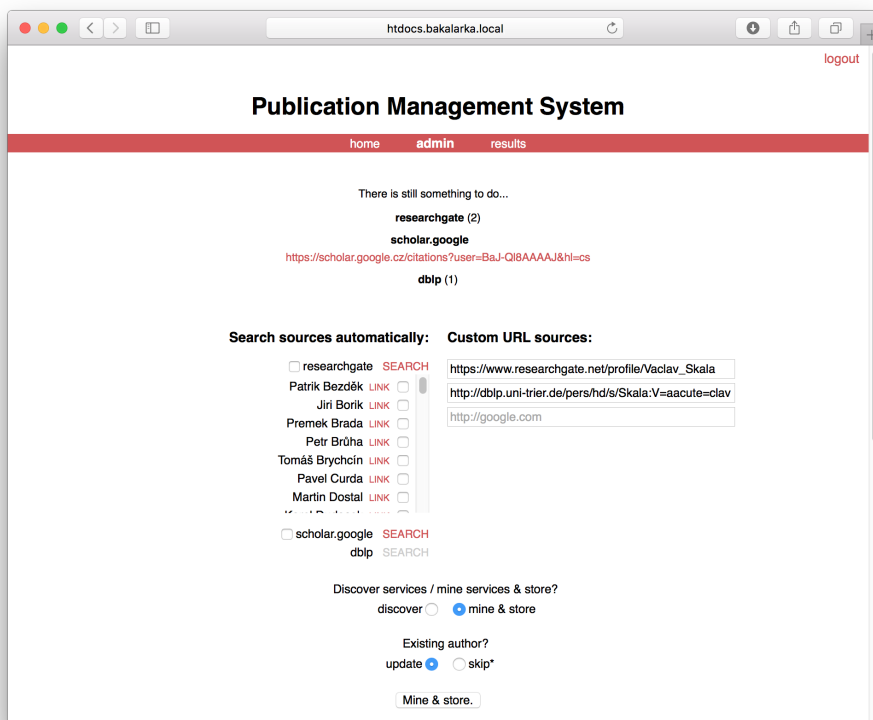 htdocs.bakalarka.local
logout
Publication Management System
home admin results
There is still something to do...
researchgate (2)
scholar.google
https://scholar.google.cz/citations?user=BaJ-QI8AAAAJ&hl=cs
dblp (1)
Search sources automatically: Custom URL sources:
researchgate SEARCH
https://www.researchgate.net/profile/Vaclav_Skala
Patrik Bezděk LINK
http://dblp.uni-trier.de/pers/hd/s/Skala:V=aacute=clav
Jiri Borik LINK
http://google.com
Premek Brada LINK
Petr Brůha LINK
Tomáš Brychcín LINK
Pavel Curda LINK
Martin Dostal LINK
scholar.google SEARCH
dblp SEARCH
Discover services / mine services & store?
discover mine & store
Existing author?
update skip*
Mine & store.